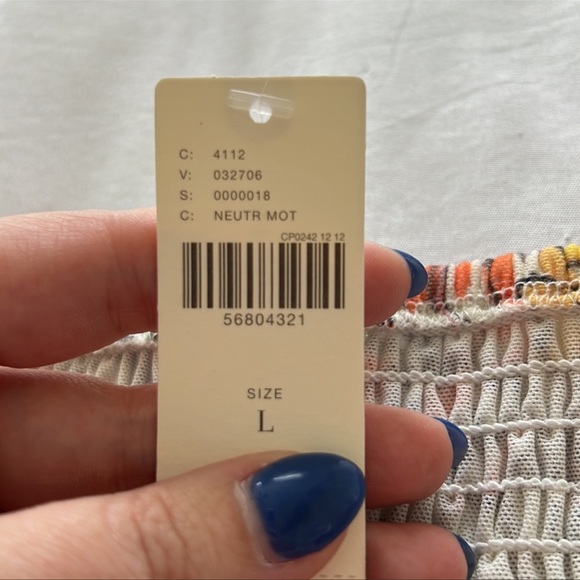 C: 4112
V: 032706
S: 0000018
C: NEUTR MOT
CP0242 12 12
56804321
SIZE
L